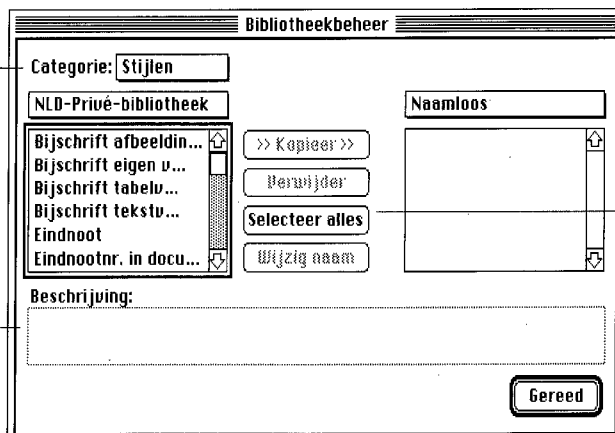 Bibliotheekbeheer
Categorie: Stijlen
NLD-Privé-bibliotheek
Naamloos
Bijschrift afbeeldin...
Bijschrift eigen v...
Bijschrift tabelv...
Bijschrift tekstv...
Eindnoot
Eindnootnr. in docu...
>> Kopieer >>
Verwijder
Selecteer alles
Wijzig naam
Beschrijving:
Gereed